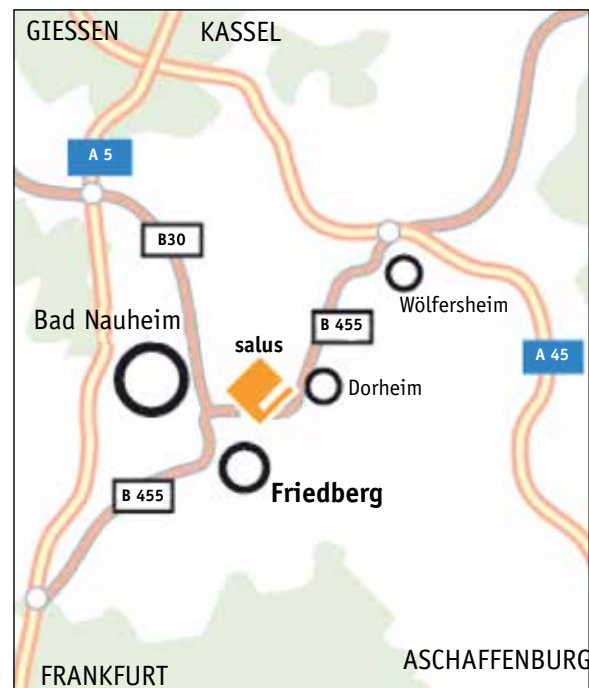 GIESSEN
KASSEL
A 5
B30
Wölfersheim
Bad Nauheim
B 455
salus
A 45
Dorheim
B 455
Friedberg
ASCHAFFENBURG
FRANKFURT